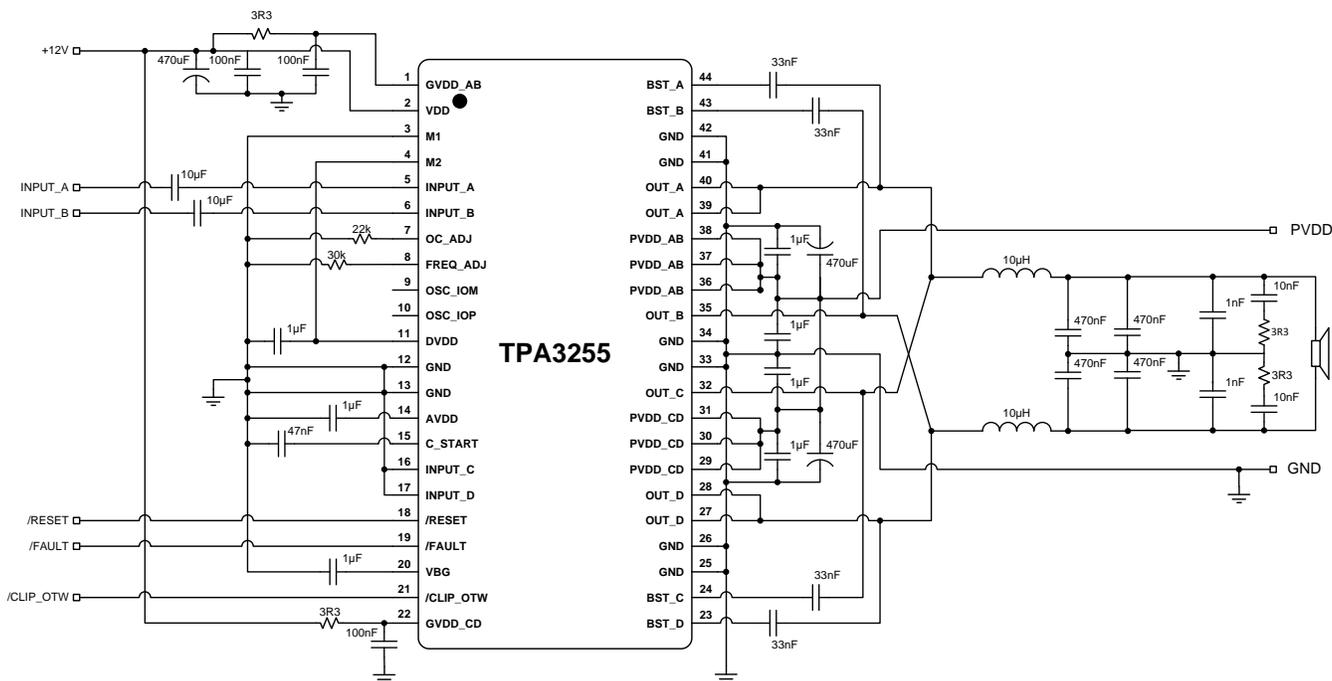 3R3
+12V
470uF
100nF
100nF
1
GVDD_AB
2
VDD
3
M1
4
M2
INPUT_A
10µF
5
INPUT_A
INPUT_B
10µF
6
INPUT_B
22k
7
OC_ADJ
30k
8
FREQ_ADJ
9
OSC_IOM
10
OSC_IOP
1µF
11
DVDD
12
GND
13
GND
1µF
14
AVDD
47nF
15
C_START
16
INPUT_C
17
INPUT_D
/RESET
18
/RESET
/FAULT
19
/FAULT
1µF
20
VBG
/CLIP_OTW
21
/CLIP_OTW
3R3
22
GVDD_CD
100nF
TPA3255
BST_A
44
33nF
BST_B
43
33nF
GND
42
GND
41
OUT_A
40
OUT_A
39
PVDD_AB
38
PVDD_AB
37
PVDD_AB
36
OUT_B
35
GND
34
GND
33
OUT_C
32
PVDD_CD
31
PVDD_CD
30
PVDD_CD
29
OUT_D
28
OUT_D
27
GND
26
GND
25
BST_C
24
33nF
BST_D
23
33nF
1µF
470uF
1µF
1µF
1µF
470uF
PVDD
10µH
470nF
470nF
1nF
10nF
3R3
470nF
470nF
1nF
3R3
10nF
10µH
GND